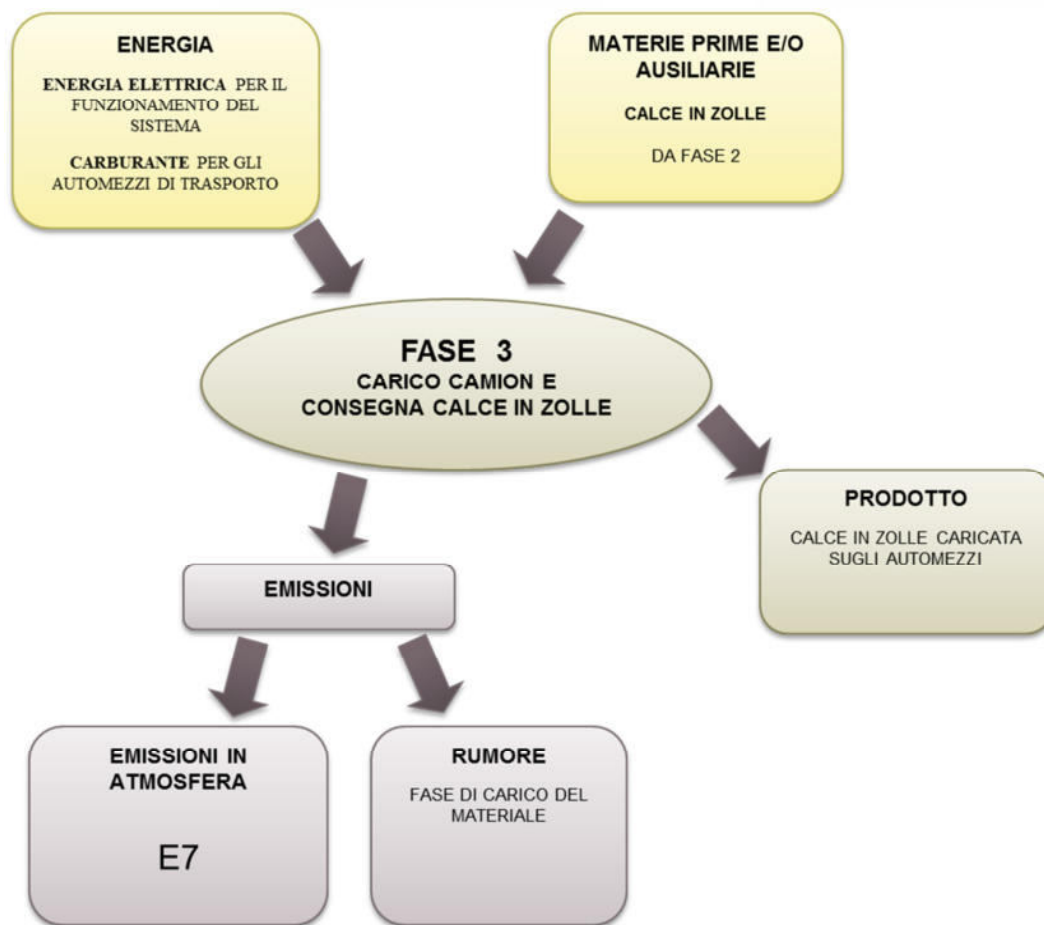 ENERGIA
ENERGIA ELETTRICA PER IL
FUNZIONAMENTO DEL
SISTEMA
CARBURANTE PER GLI
AUTOMEZZI DI TRASPORTO
MATERIE PRIME E/O
AUSILIARIE
CALCE IN ZOLLE
DA FASE 2
FASE 3
CARICO CAMION E
CONSEGNA CALCE IN ZOLLE
PRODOTTO
CALCE IN ZOLLE CARICATA
SUGLI AUTOMEZZI
EMISSIONI
EMISSIONI IN
ATMOSFERA
E7
RUMORE
FASE DI CARICO DEL
MATERIALE